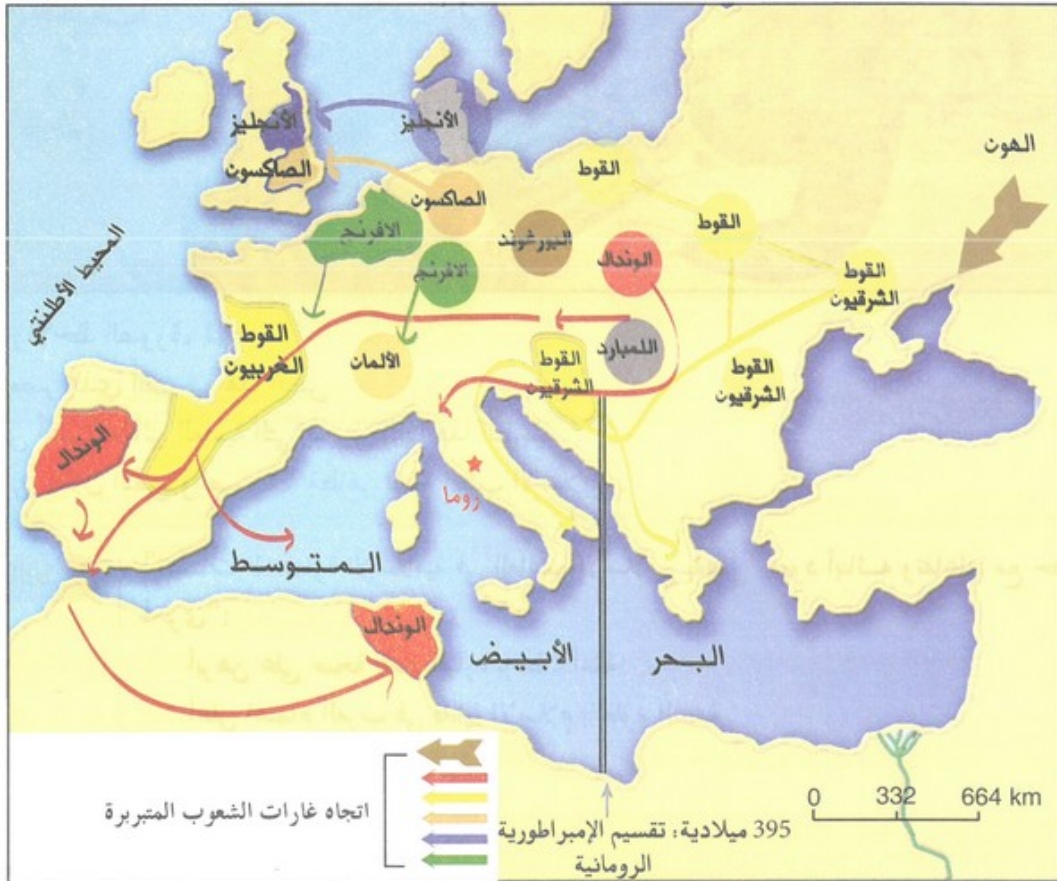 الأنجليز
الأنجليز
الصاكسون
الصاكسون
القوط
الهون
القوط
الافرنج
الافرنج
البورغوند
الوندال
القوط
الشرقيون
المحيط الأطلنتي
القوط
الغربيون
الألمان
القوط
الشرقيون
اللمبارد
القوط
الشرقيون
الوندال
روما
المتوسط
الوندال
الأبيض
البحر
اتجاه غارات الشعوب المتبربرة
395 ميلادية: تقسيم الإمبراطورية
الرومانية
0 332 664 km